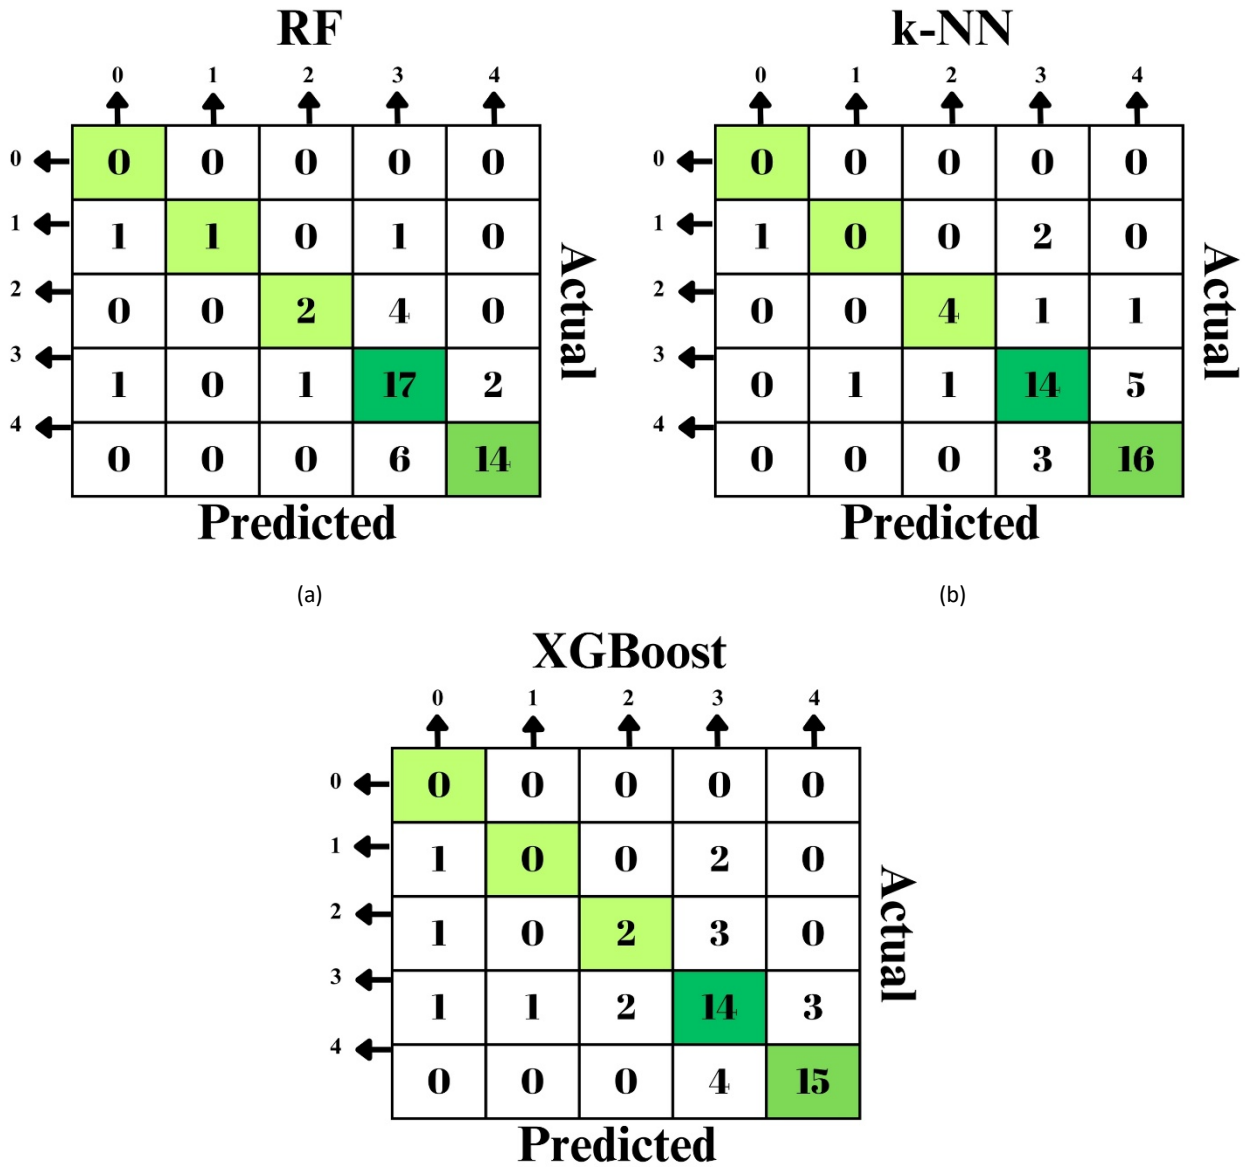 RF
0 1 2 3 4
0 0 0 0 0 0
1 1 1 0 1 0
2 0 0 2 4 0
3 1 0 1 17 2
4 0 0 0 6 14
Actual
Predicted
(a)
k-NN
0 1 2 3 4
0 0 0 0 0 0
1 1 0 0 2 0
2 0 0 4 1 1
3 0 1 1 14 5
4 0 0 0 3 16
Actual
Predicted
(b)
XGBoost
0 1 2 3 4
0 0 0 0 0 0
1 1 0 0 2 0
2 1 0 2 3 0
3 1 1 2 14 3
4 0 0 0 4 15
Actual
Predicted